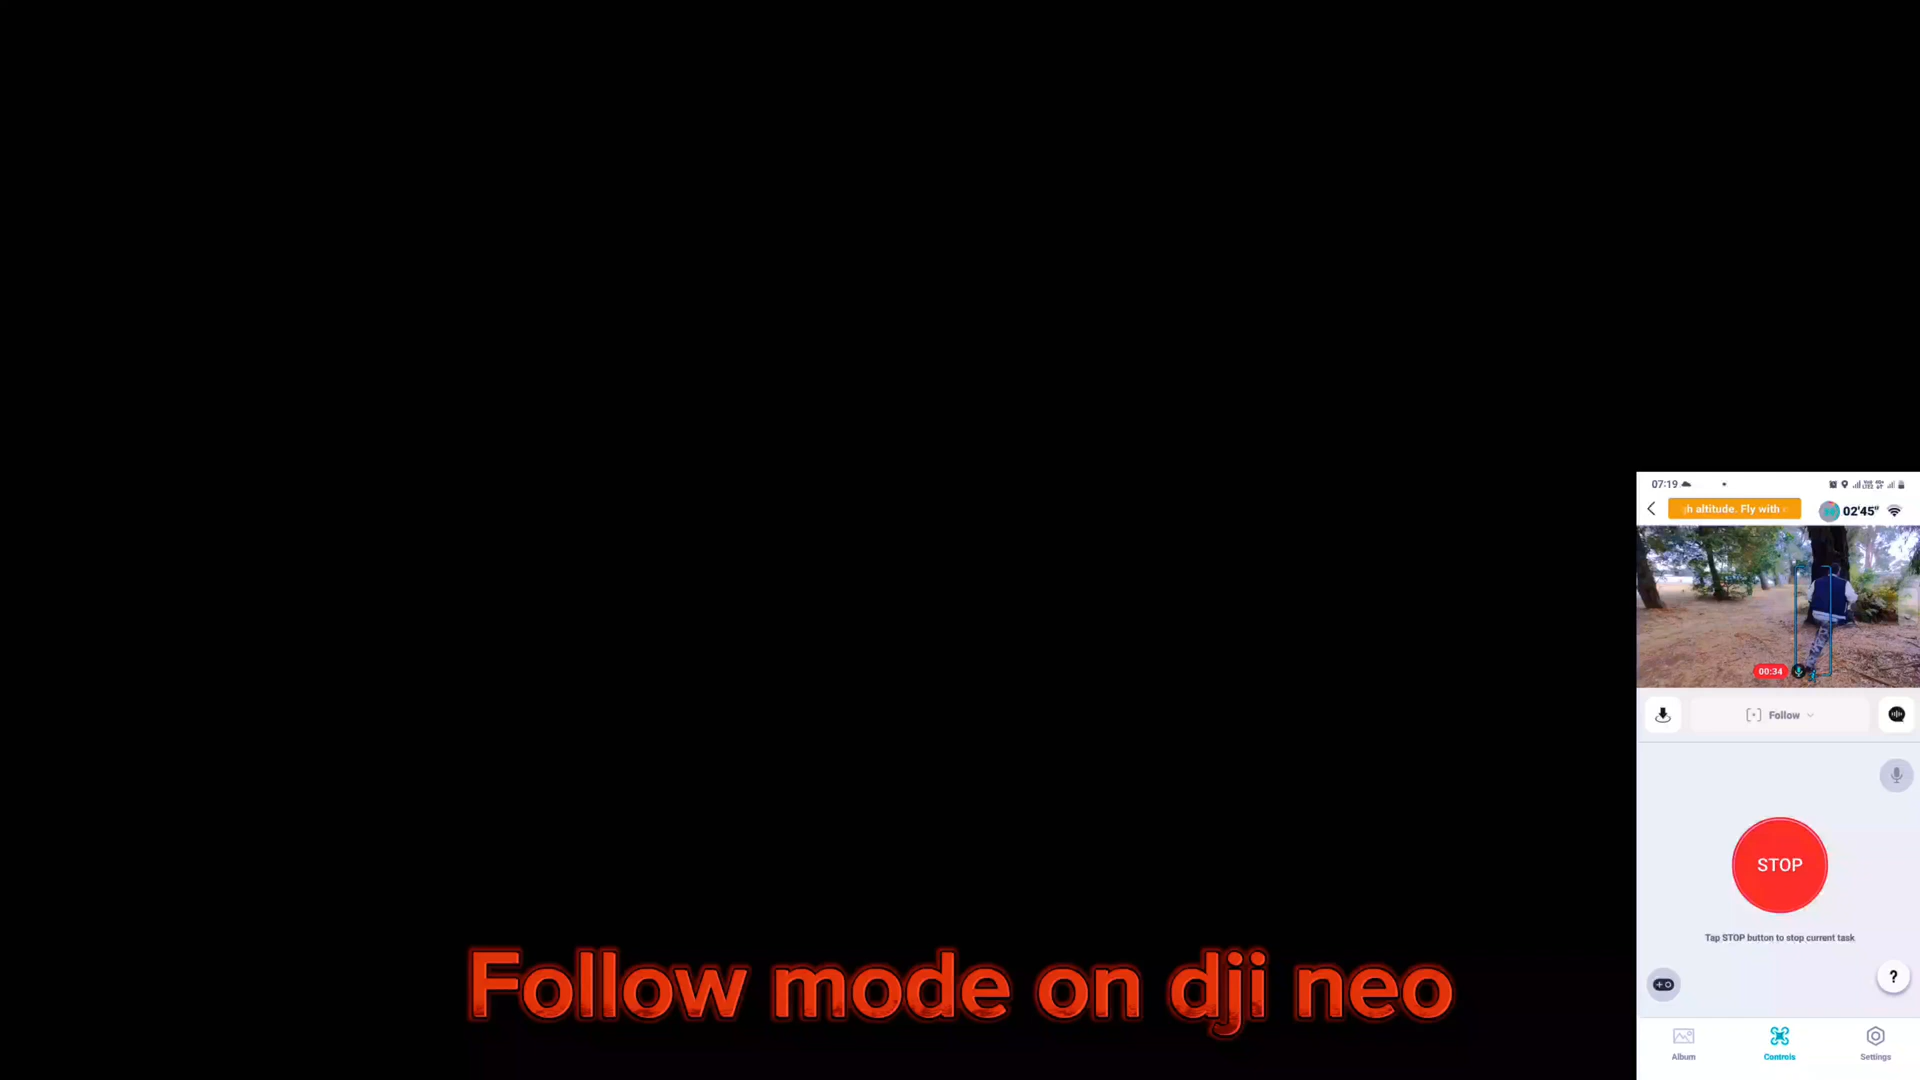 07:19
gh altitude. Fly with
02'45"
00:34
Follow
STOP
Tap STOP button to stop current task
?
Album
Controls
Settings
Follow mode on dji neo